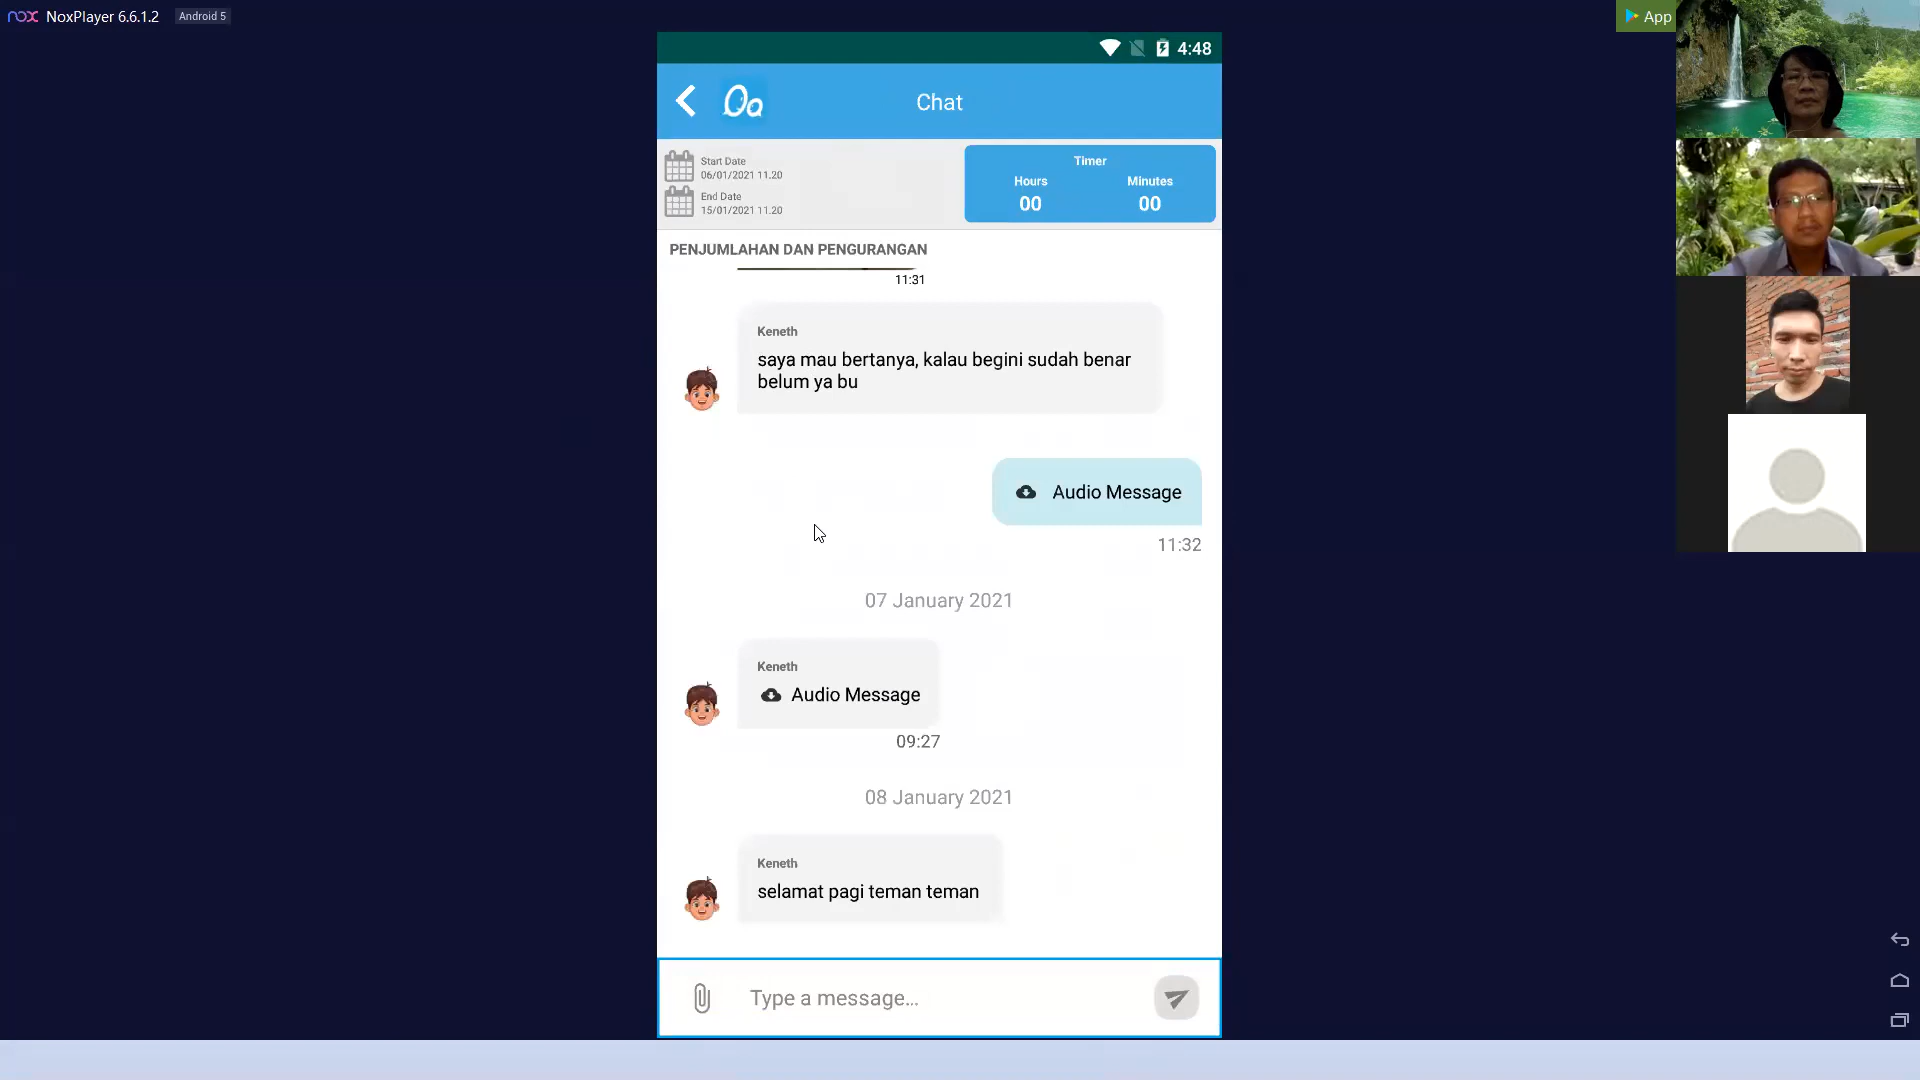 nox NoxPlayer 6.6.1.2 Android 5
App
4:48
Oo
Chat
Start Date
06/01/2021 11.20
End Date
15/01/2021 11.20
Timer
Hours Minutes
00 00
PENJUMLAHAN DAN PENGURANGAN
11:31
Keneth
saya mau bertanya, kalau begini sudah benar
belum ya bu
Audio Message
11:32
07 January 2021
Keneth
Audio Message
09:27
08 January 2021
Keneth
selamat pagi teman teman
Type a message...